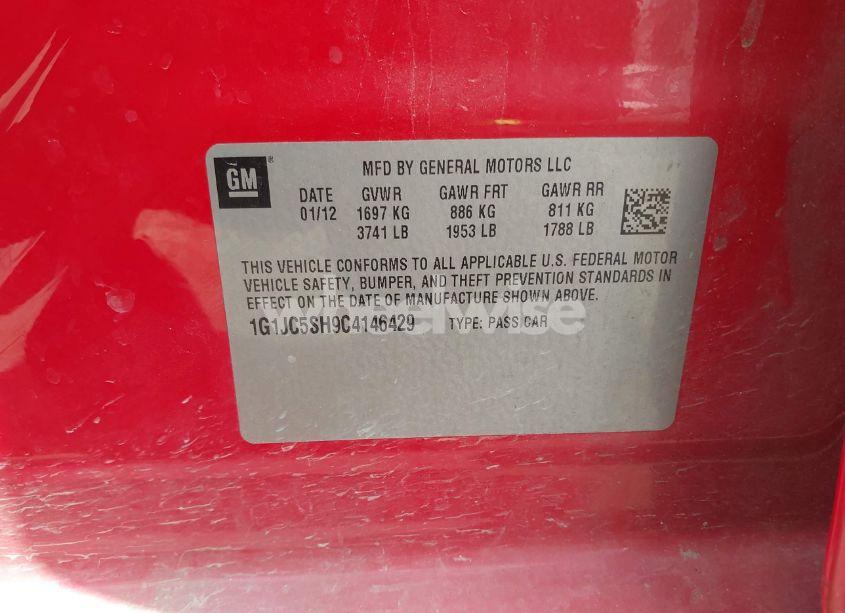 GM®
MFD BY GENERAL MOTORS LLC
DATE GVWR GAWR FRT GAWR RR
01/12 1697 KG 886 KG 811 KG
3741 LB 1953 LB 1788 LB
THIS VEHICLE CONFORMS TO ALL APPLICABLE U.S. FEDERAL MOTOR
VEHICLE SAFETY, BUMPER, AND THEFT PREVENTION STANDARDS IN
EFFECT ON THE DATE OF MANUFACTURE SHOWN ABOVE.
1G1JC5SH9C4146429 TYPE: PASS CAR